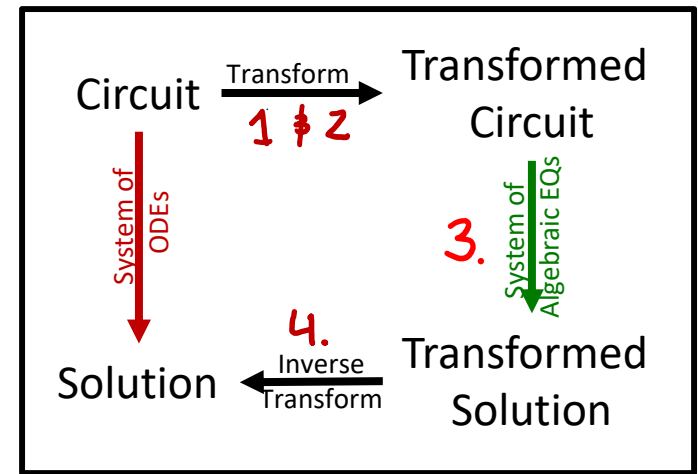 Circuit
Transform
1 & 2
Transformed
Circuit
System of
ODEs
3.
System of
Algebraic EQs
Solution
4.
Inverse
Transform
Transformed
Solution